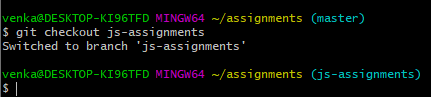 venka@DESKTOP-KI96TFD MINGW64 ~/assignments (master)
$ git checkout js-assignments
Switched to branch 'js-assignments'
venka@DESKTOP-KI96TFD MINGW64 ~/assignments (js-assignments)
$